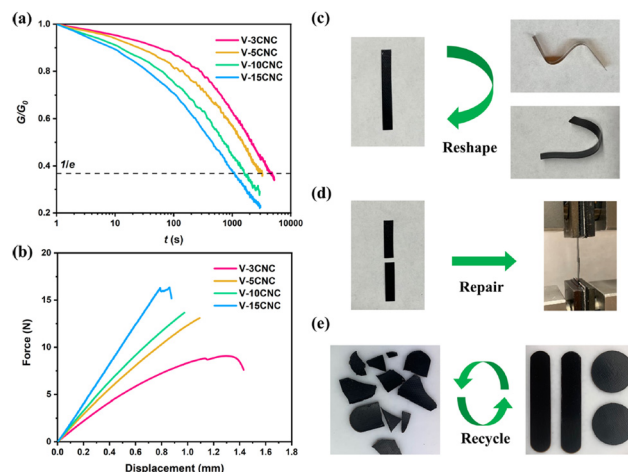 (a)
1.0
0.8
0.6
0.4
0.2
G/G0
V-3CNC
V-5CNC
V-10CNC
V-15CNC
1/e
1
10
100
1000
10000
t (s)
(b)
25
20
15
10
5
0
Force (N)
V-3CNC
V-5CNC
V-10CNC
V-15CNC
0.0
0.2
0.4
0.6
0.8
1.0
1.2
1.4
1.6
1.8
Displacement (mm)
(c)
Reshape
(d)
Repair
(e)
Recycle